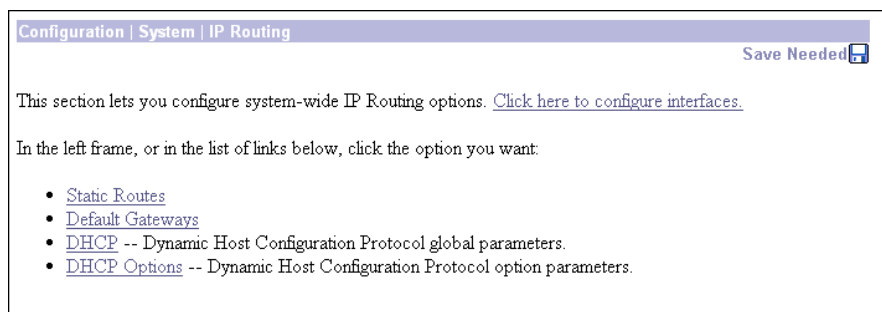 Configuration | System | IP Routing
Save Needed
This section lets you configure system-wide IP Routing options. Click here to configure interfaces.
In the left frame, or in the list of links below, click the option you want:
• Static Routes
• Default Gateways
• DHCP -- Dynamic Host Configuration Protocol global parameters.
• DHCP Options -- Dynamic Host Configuration Protocol option parameters.